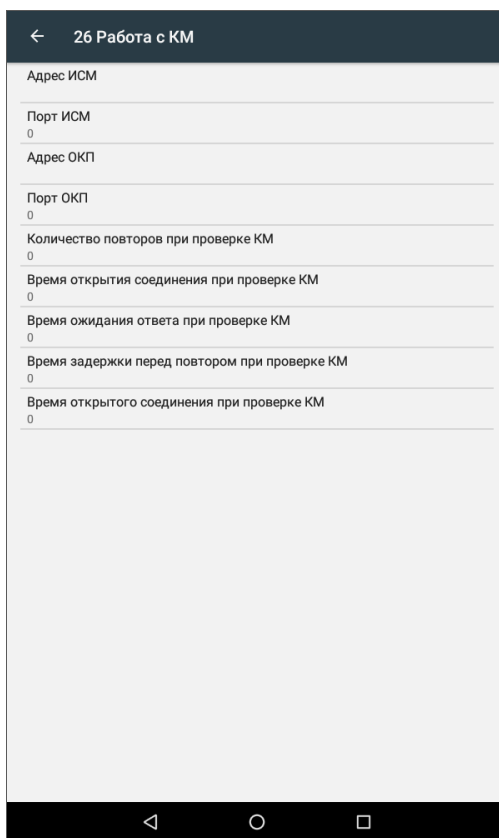 26 Работа с КМ
Адрес ИСМ
Порт ИСМ
0
Адрес ОКП
Порт ОКП
0
Количество повторов при проверке КМ
0
Время открытия соединения при проверке КМ
0
Время ожидания ответа при проверке КМ
0
Время задержки перед повтором при проверке КМ
0
Время открытого соединения при проверке КМ
0